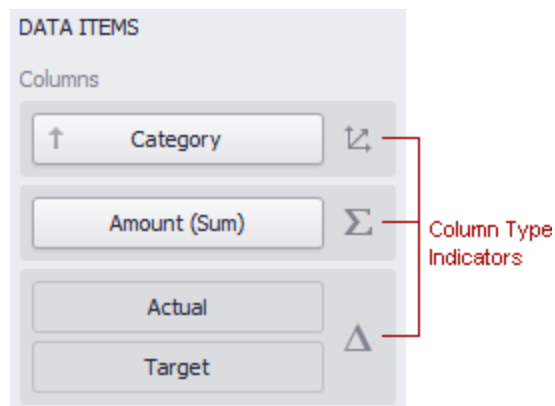 DATA ITEMS
Columns
Category
Amount (Sum)
Σ
Column Type
Indicators
Actual
Δ
Target